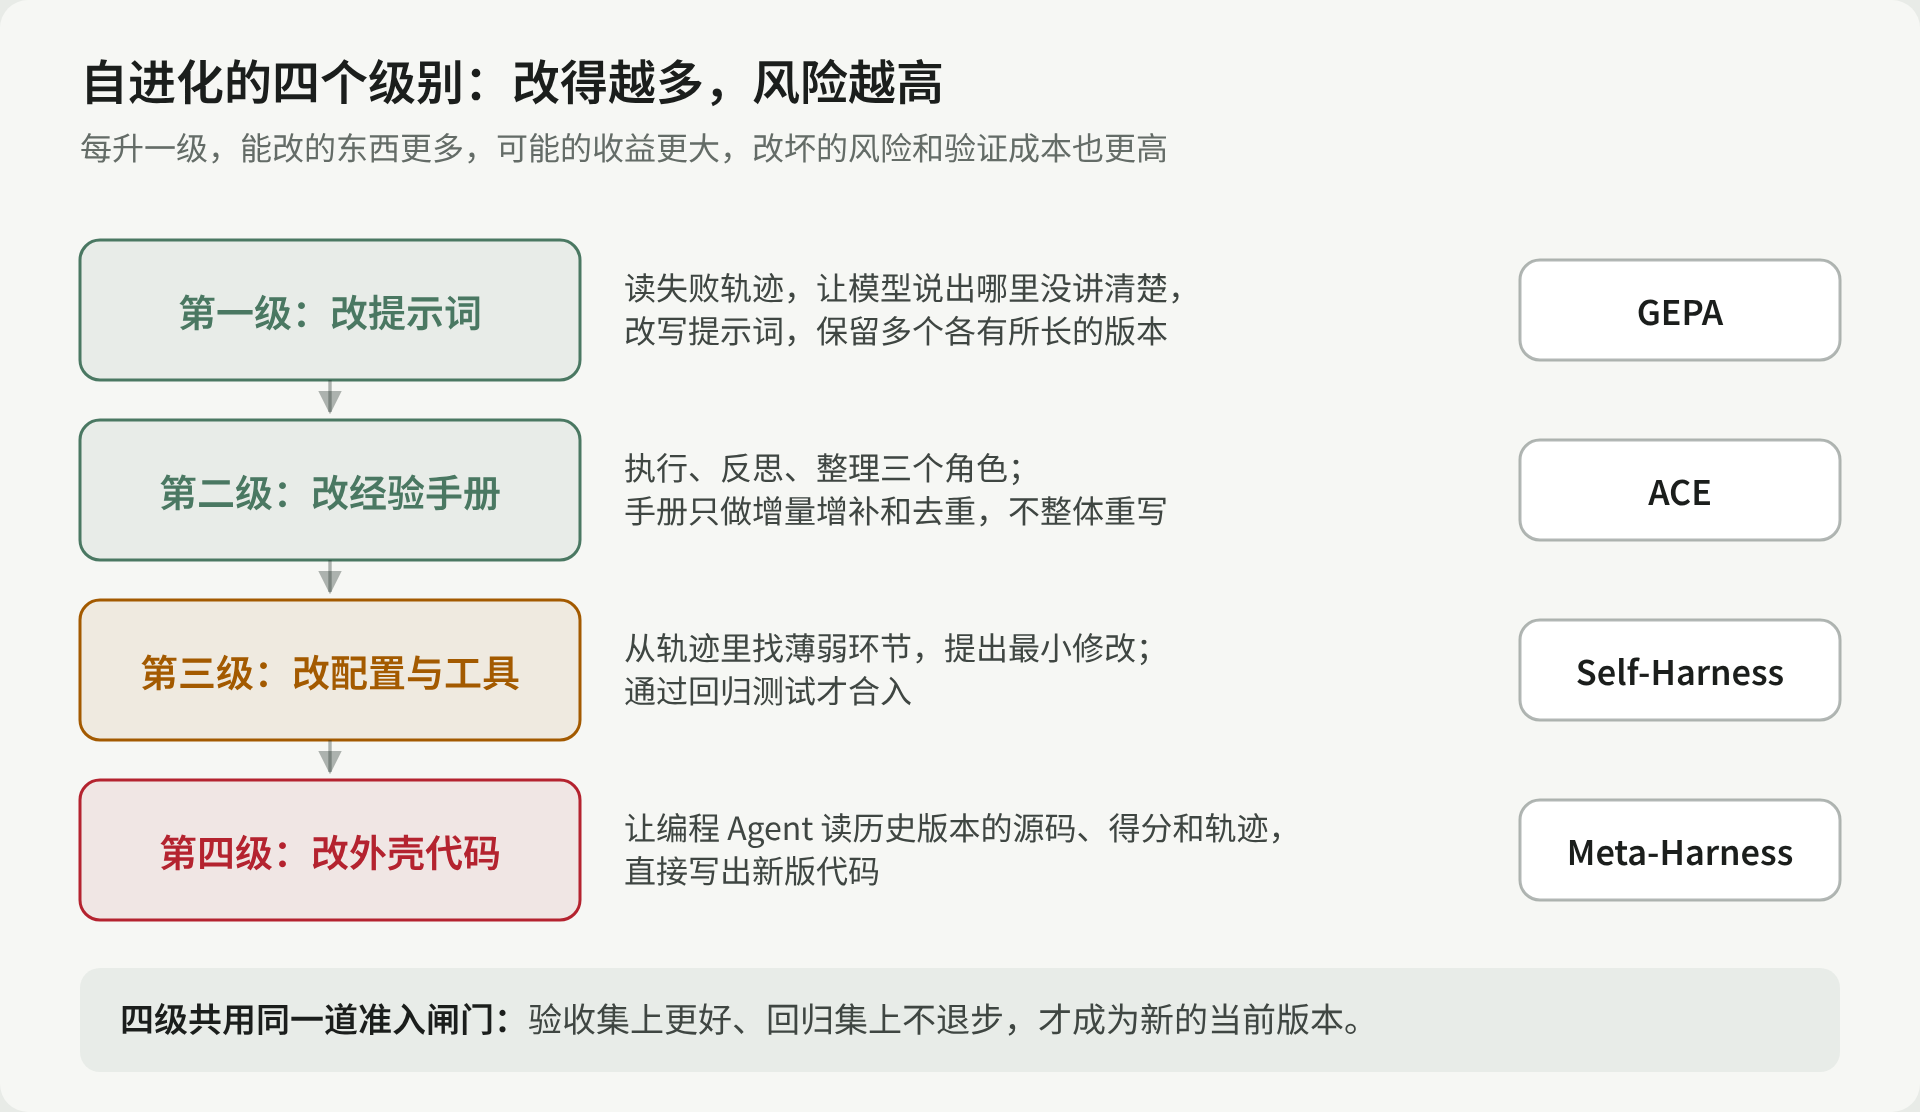 自进化的四个级别：改得越多，风险越高
每升一级，能改的东西更多，可能的收益更大，改坏的风险和验证成本也更高
第一级：改提示词
读失败轨迹，让模型说出哪里没讲清楚，
改写提示词，保留多个各有所长的版本
GEPA
第二级：改经验手册
执行、反思、整理三个角色；
手册只做增量增补和去重，不整体重写
ACE
第三级：改配置与工具
从轨迹里找薄弱环节，提出最小修改；
通过回归测试才合入
Self-Harness
第四级：改外壳代码
让编程 Agent 读历史版本的源码、得分和轨迹，
直接写出新版代码
Meta-Harness
四级共用同一道准入闸门：验收集上更好、回归集上不退步，才成为新的当前版本。